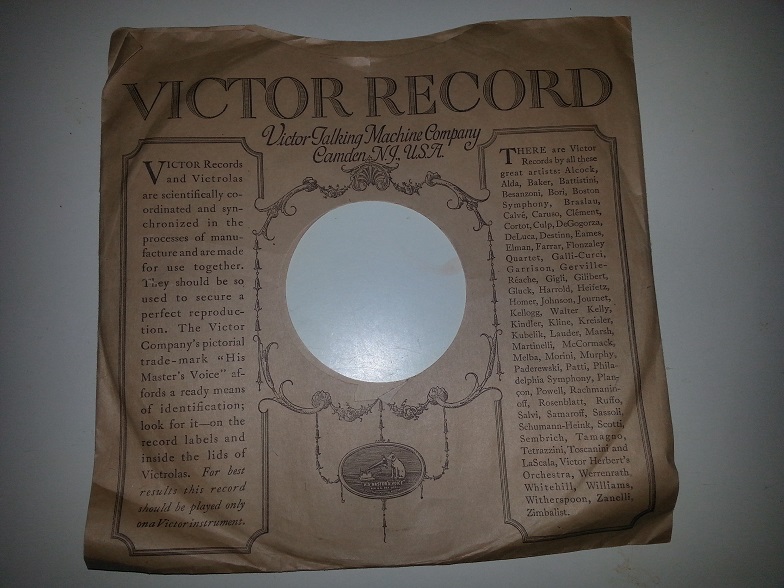 VICTOR RECORD
Victor Talking Machine Company
Camden, N.J., U.S.A.
VICTOR Records
and Victrolas
are scientifically co-
ordinated and syn-
chronized in the
processes of manu-
facture and are made
for use together.
They should be so
used to secure a
perfect reproduc-
tion. The Victor
Company's pictorial
trade-mark "His
Master's Voice" af-
fords a ready means
of identification;
look for it—on the
record labels and
inside the lids of
Victrolas. For best
results this record
should be played only
on a Victor instrument.
THERE are Victor
Records by all these
great artists: Alcock,
Alda, Baker, Battistini,
Besanzoni, Bori, Boston
Symphony, Braslau,
Calvé, Caruso, Clément,
Cortot, Culp, DeGogorza,
DeLuca, Destinn, Eames,
Elman, Farrar, Flonzaley
Quartet, Galli-Curci,
Garrison, Gerville-
Réache, Gigli, Gilibert,
Gluck, Harrold, Heifetz,
Homer, Johnson, Journet,
Kellogg, Walter Kelly,
Kindler, Kline, Kreisler,
Kubelik, Lauder, Marsh,
Martinelli, McCormack,
Melba, Morini, Murphy,
Paderewski, Patti, Phila-
delphia Symphony, Plan-
çon, Powell, Rachmanin-
off, Rosenblatt, Ruffo,
Salvi, Samaroff, Sassoli,
Schumann-Heink, Scotti,
Sembrich, Tamagno,
Tetrazzini, Toscanini and
LaScala, Victor Herbert's
Orchestra, Werrenrath,
Whitehill, Williams,
Witherspoon, Zanelli,
Zimbalist.
HIS MASTER'S VOICE